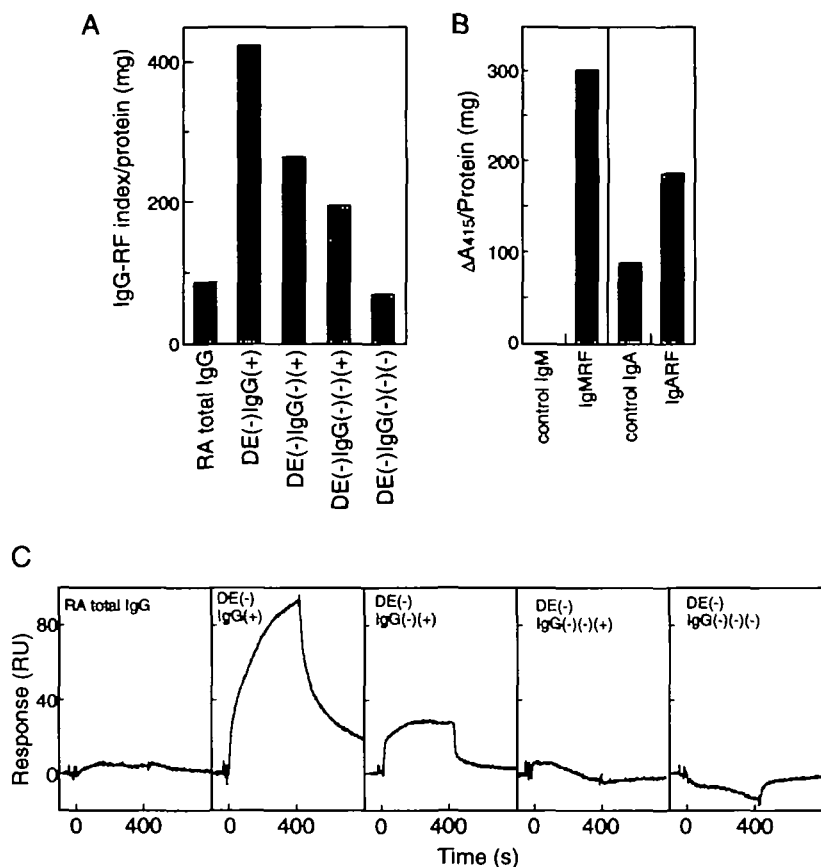 A
IgG-RF index/protein (mg)
400
200
0
RA total IgG
DE(-)IgG(+)
DE(-)IgG(-)(+)
DE(-)IgG(-)(-)(+)
DE(-)IgG(-)(-)(-)
B
ΔA415/Protein (mg)
300
200
100
0
control IgM
IgMRF
control IgA
IgARF
C
Response (RU)
80
40
0
RA total IgG
DE(-)
IgG(+)
DE(-)
IgG(-)(+)
DE(-)
IgG(-)(-)(+)
DE(-)
IgG(-)(-)(-)
0 400 0 400 0 400 0 400 0 400
Time (s)